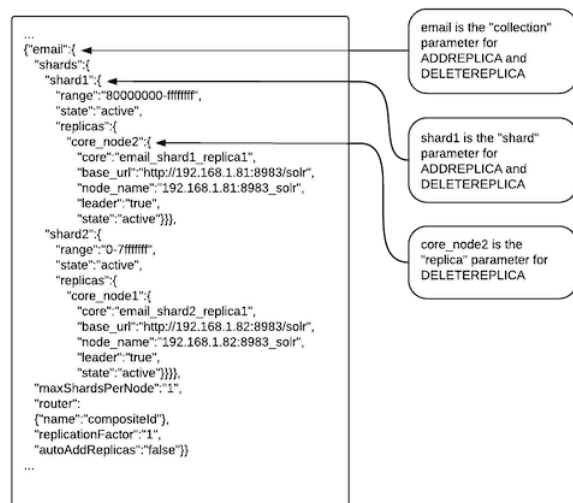 ...
{"email":{
"shards":{
"shard1":{
"range":"80000000-ffffffff",
"state":"active",
"replicas":{
"core_node2":{
"core":"email_shard1_replica1",
"base_url":"http://192.168.1.81:8983/solr",
"node_name":"192.168.1.81:8983_solr",
"leader":"true",
"state":"active"}}},
"shard2":{
"range":"0-7fffffff",
"state":"active",
"replicas":{
"core_node1":{
"core":"email_shard2_replica1",
"base_url":"http://192.168.1.82:8983/solr",
"node_name":"192.168.1.82:8983_solr",
"leader":"true",
"state":"active"}}}},
"maxShardsPerNode":"1",
"router":
{"name":"compositeId"},
"replicationFactor":"1",
"autoAddReplicas":"false"}}
...
email is the "collection"
parameter for
ADDREPLICA and
DELETEREPLICA
shard1 is the "shard"
parameter for
ADDREPLICA and
DELETEREPLICA
core_node2 is the
"replica" parameter for
DELETEREPLICA